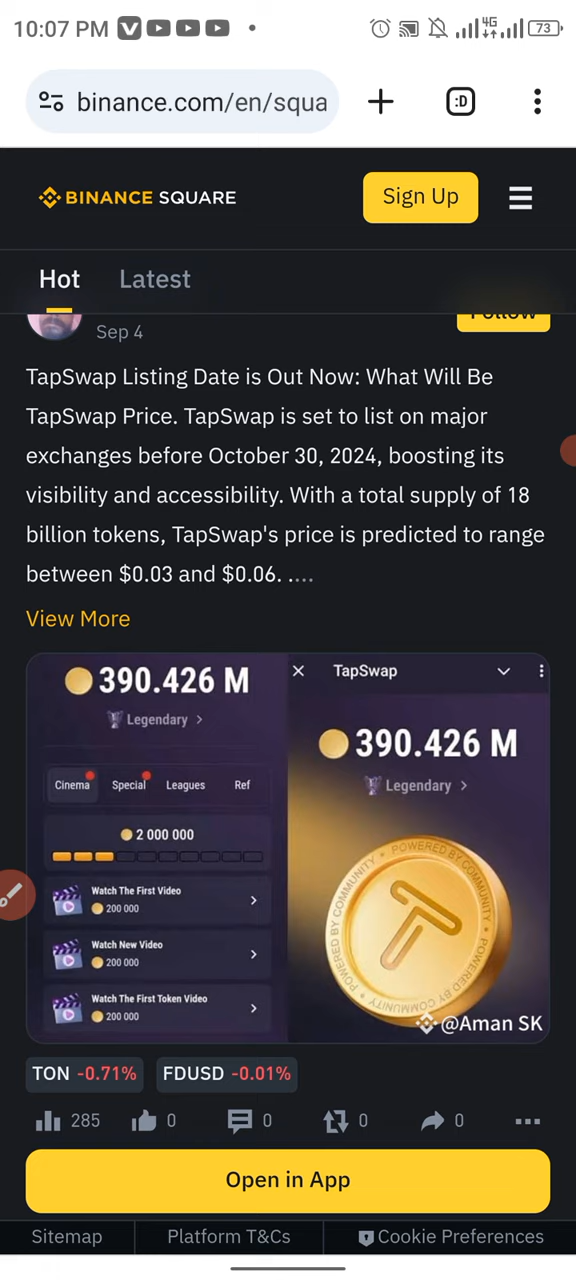 10:07 PM
4G
73
binance.com/en/squa
:D
BINANCE SQUARE
Sign Up
Hot Latest
Follow
Sep 4
TapSwap Listing Date is Out Now: What Will Be
TapSwap Price. TapSwap is set to list on major
exchanges before October 30, 2024, boosting its
visibility and accessibility. With a total supply of 18
billion tokens, TapSwap's price is predicted to range
between $0.03 and $0.06. ....
View More
390.426 M
Legendary >
Cinema Special Leagues Ref
2 000 000
Watch The First Video
200 000
Watch New Video
200 000
Watch The First Token Video
200 000
TapSwap
390.426 M
Legendary >
POWERED BY COMMUNITY • POWERED BY COMMUNITY •
@Aman SK
TON -0.71% FDUSD -0.01%
285 0 0 0 0
Open in App
Sitemap Platform T&Cs Cookie Preferences